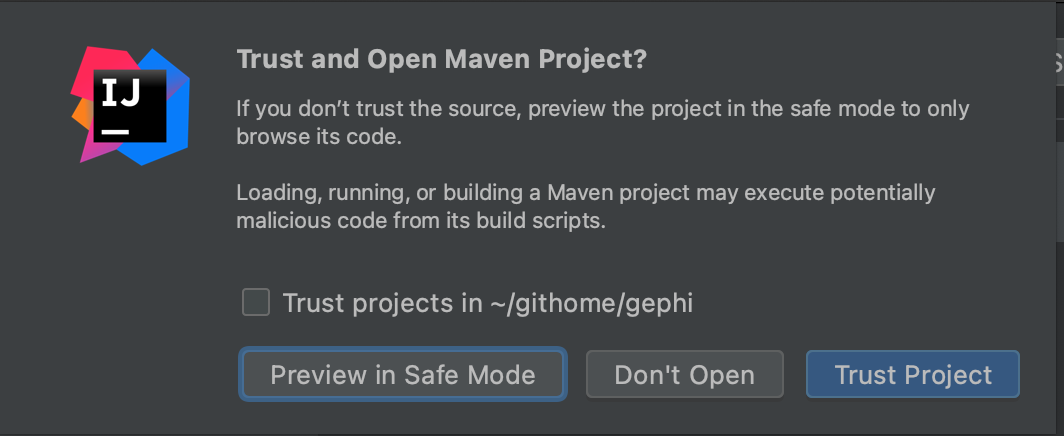 IJ
Trust and Open Maven Project?
If you don’t trust the source, preview the project in the safe mode to only
browse its code.
Loading, running, or building a Maven project may execute potentially
malicious code from its build scripts.
Trust projects in ~/githome/gephi
Preview in Safe Mode
Don't Open
Trust Project